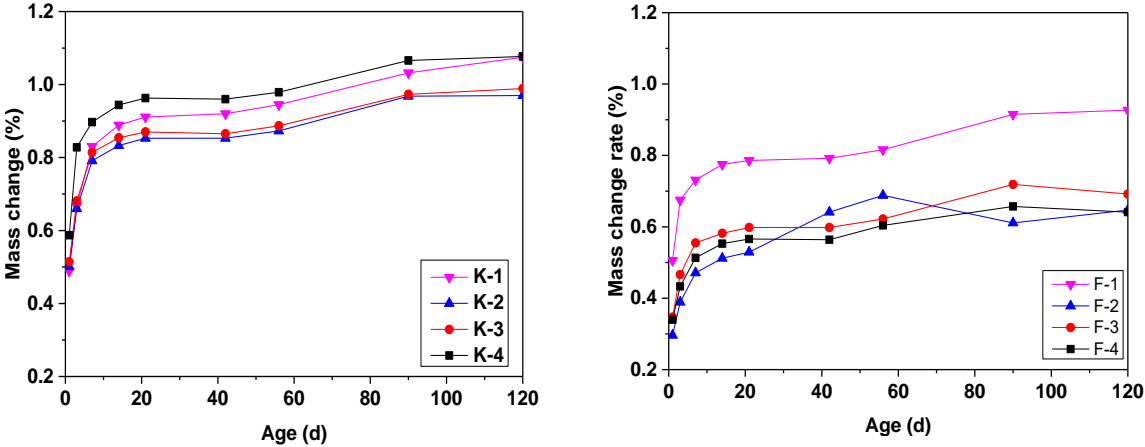 1.2
1.0
0.8
0.6
0.4
0.2
0 20 40 60 80 100 120
Mass change (%)
Age (d)
K-1
K-2
K-3
K-4
1.2
1.0
0.8
0.6
0.4
0.2
0 20 40 60 80 100 120
Mass change rate (%)
Age (d)
F-1
F-2
F-3
F-4